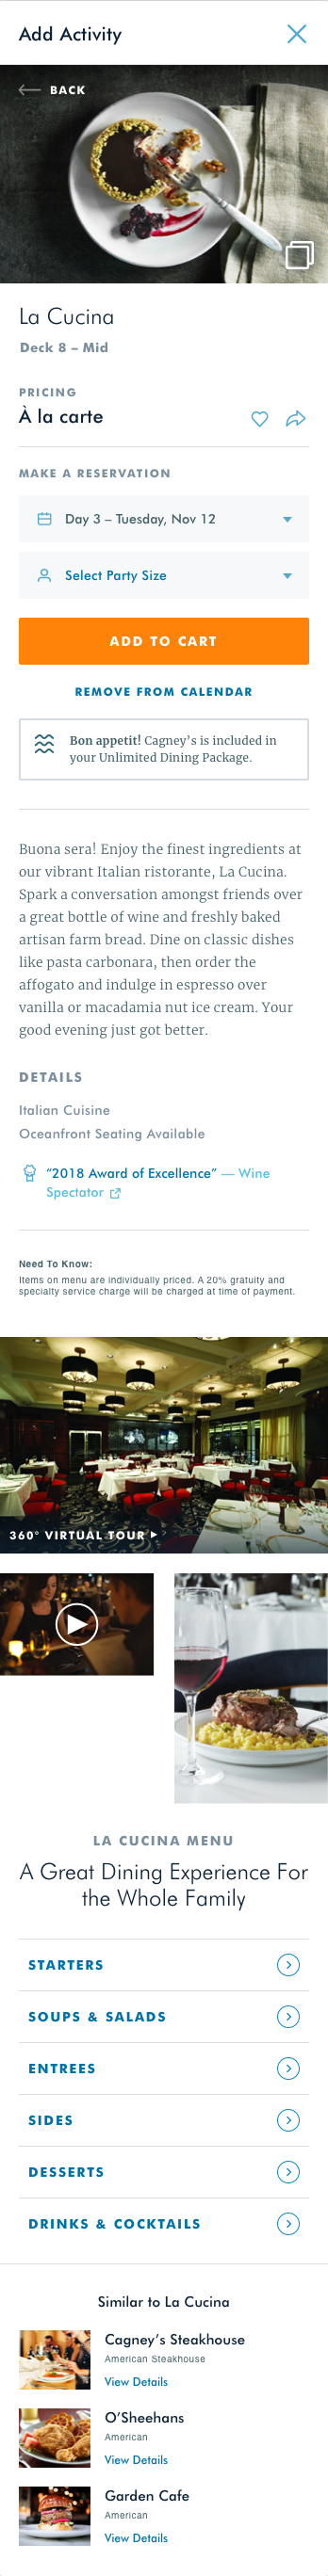 Add Activity
BACK
La Cucina
Deck 8 – Mid
PRICING
À la carte
MAKE A RESERVATION
Day 3 – Tuesday, Nov 12
Select Party Size
ADD TO CART
REMOVE FROM CALENDAR
Bon appetit! Cagney’s is included in
your Unlimited Dining Package.
Buona sera! Enjoy the finest ingredients at
our vibrant Italian ristorante, La Cucina.
Spark a conversation amongst friends over
a great bottle of wine and freshly baked
artisan farm bread. Dine on classic dishes
like pasta carbonara, then order the
affogato and indulge in espresso over
vanilla or macadamia nut ice cream. Your
good evening just got better.
DETAILS
Italian Cuisine
Oceanfront Seating Available
“2018 Award of Excellence” — Wine
Spectator
Need To Know:
Items on menu are individually priced. A 20% gratuity and
specialty service charge will be charged at time of payment.
360° VIRTUAL TOUR
LA CUCINA MENU
A Great Dining Experience For
the Whole Family
STARTERS
SOUPS & SALADS
ENTREES
SIDES
DESSERTS
DRINKS & COCKTAILS
Similar to La Cucina
Cagney’s Steakhouse
American Steakhouse
View Details
O’Sheehans
American
View Details
Garden Cafe
American
View Details